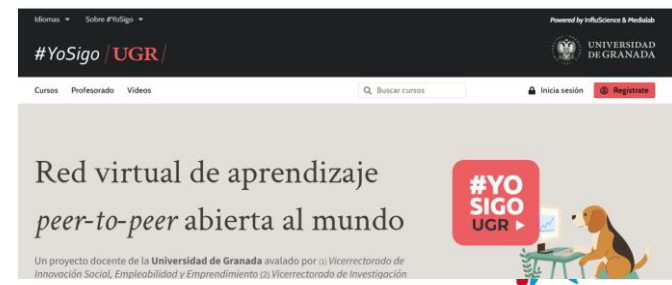 Idiomas Sobre #YoSigo Powered by InfluScience & Medialab
#YoSigo / UGR / UNIVERSIDAD
DE GRANADA
Cursos Profesorado Videos Buscar cursos Inicia sesión Regístrate
Red virtual de aprendizaje
peer-to-peer abierta al mundo
#YO
SIGO
UGR
Un proyecto docente de la Universidad de Granada avalado por (1) Vicerrectorado de
Innovación Social, Empleabilidad y Emprendimiento (2) Vicerrectorado de Investigación